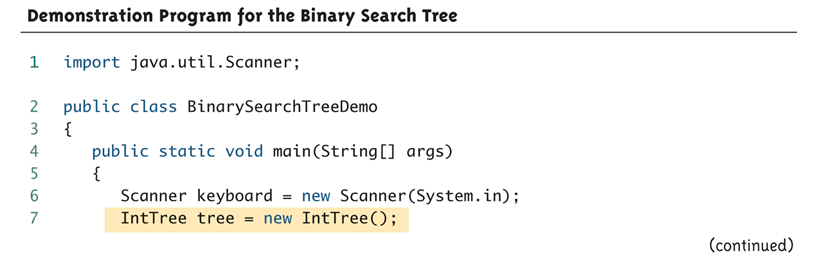 Demonstration Program for the Binary Search Tree
1 import java.util.Scanner;
2 public class BinarySearchTreeDemo
3 {
4 public static void main(String[] args)
5 {
6 Scanner keyboard = new Scanner(System.in);
7 IntTree tree = new IntTree();
(continued)